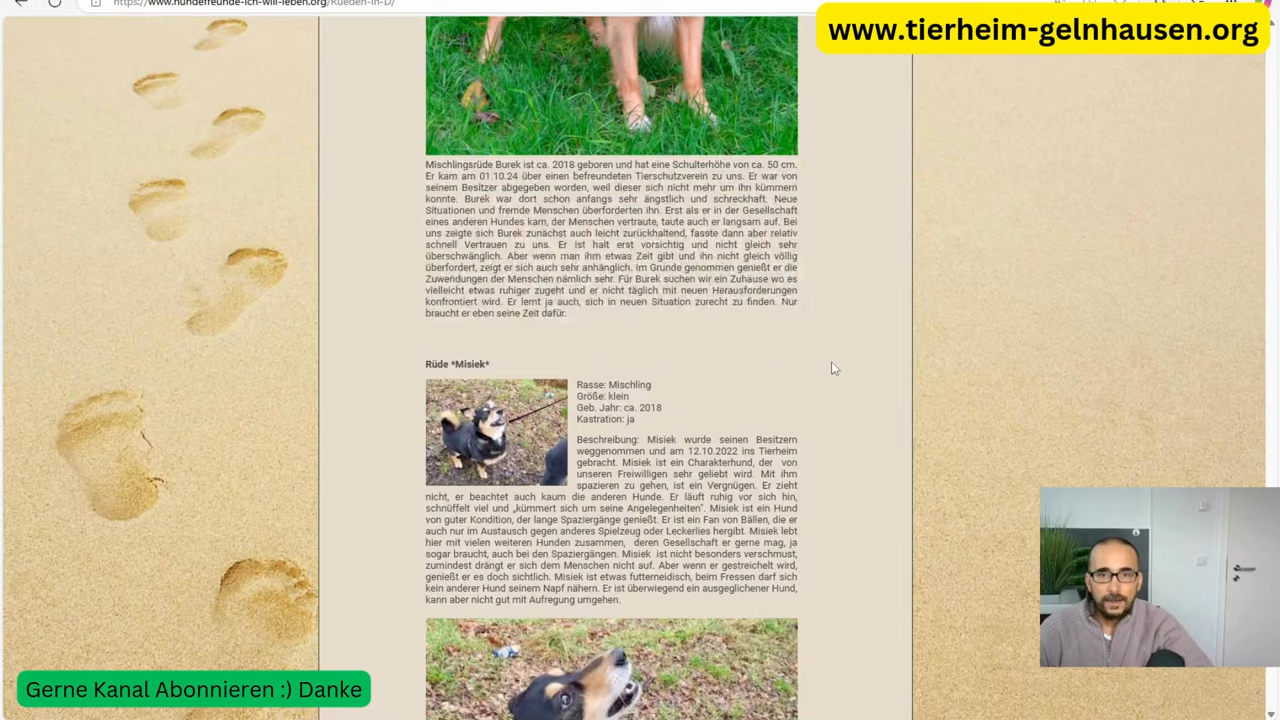 https://www.hundefreunde-ich-will-leben.org/Rueden-in-D/
www.tierheim-gelnhausen.org
Mischlingsrüde Burek ist ca. 2018 geboren und hat eine Schulterhöhe von ca. 50 cm.
Er kam am 01.10.24 über einen befreundeten Tierschutzverein zu uns. Er war von
seinem Besitzer abgegeben worden, weil dieser sich nicht mehr um ihn kümmern
konnte. Burek war dort schon anfangs sehr ängstlich und schreckhaft. Neue
Situationen und fremde Menschen überforderten ihn. Erst als er in der Gesellschaft
eines anderen Hundes kam, der Menschen vertraute, taute auch er langsam auf. Bei
uns zeigte sich Burek zunächst auch leicht zurückhaltend, fasste dann aber relativ
schnell Vertrauen zu uns. Er ist halt erst vorsichtig und nicht gleich sehr
überschwänglich. Aber wenn man ihm etwas Zeit gibt und ihn nicht gleich völlig
überfordert, zeigt er sich auch sehr anhänglich. Im Grunde genommen genießt er die
Zuwendungen der Menschen nämlich sehr. Für Burek suchen wir ein Zuhause wo es
vielleicht etwas ruhiger zugeht und er nicht täglich mit neuen Herausforderungen
konfrontiert wird. Er lernt ja auch, sich in neuen Situation zurecht zu finden. Nur
braucht er eben seine Zeit dafür.
Rüde *Misiek*
Rasse: Mischling
Größe: klein
Geb. Jahr: ca. 2018
Kastration: ja
Beschreibung: Misiek wurde seinen Besitzern
weggenommen und am 12.10.2022 ins Tierheim
gebracht. Misiek ist ein Charakterhund, der von
unseren Freiwilligen sehr geliebt wird. Mit ihm
spazieren zu gehen, ist ein Vergnügen. Er zieht
nicht, er beachtet auch kaum die anderen Hunde. Er läuft ruhig vor sich hin,
schnüffelt viel und „kümmert sich um seine Angelegenheiten". Misiek ist ein Hund
von guter Kondition, der lange Spaziergänge genießt. Er ist ein Fan von Bällen, die er
auch nur im Austausch gegen anderes Spielzeug oder Leckerlies hergibt. Misiek lebt
hier mit vielen weiteren Hunden zusammen, deren Gesellschaft er gerne mag, ja
sogar braucht, auch bei den Spaziergängen. Misiek ist nicht besonders verschmust,
zumindest drängt er sich dem Menschen nicht auf. Aber wenn er gestreichelt wird,
genießt er es doch sichtlich. Misiek ist etwas futterneidisch, beim Fressen darf sich
kein anderer Hund seinem Napf nähern. Er ist überwiegend ein ausgeglichener Hund,
kann aber nicht gut mit Aufregung umgehen.
Gerne Kanal Abonnieren :) Danke